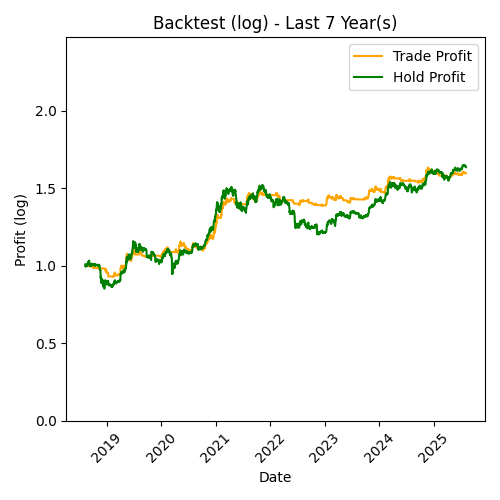 Backtest (log) - Last 7 Year(s)
Trade Profit
Hold Profit
Profit (log)
2.0
1.5
1.0
0.5
0.0
2019
2020
2021
2022
2023
2024
2025
Date